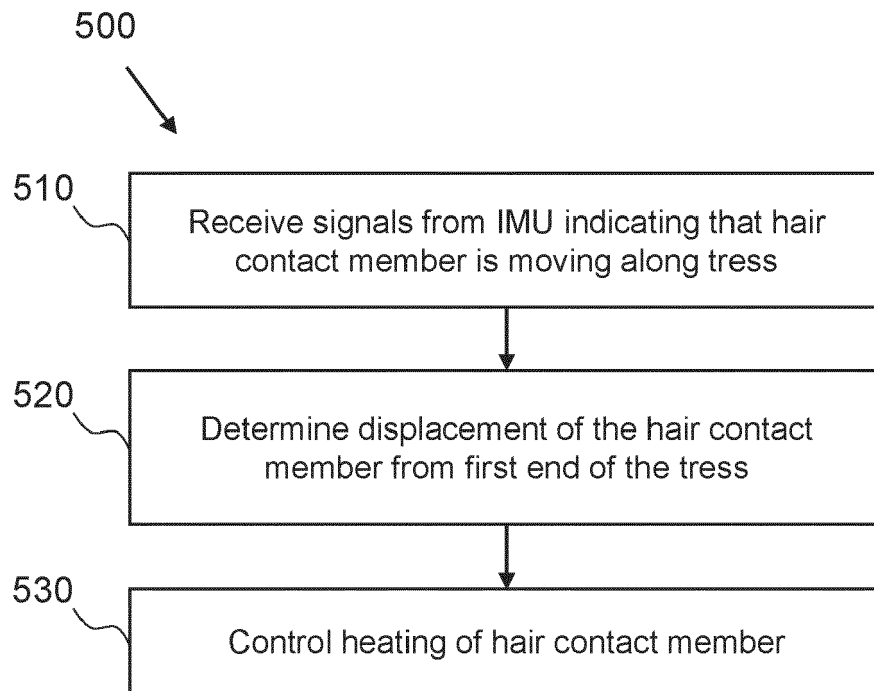 500
510
Receive signals from IMU indicating that hair
contact member is moving along tress
520
Determine displacement of the hair contact
member from first end of the tress
530
Control heating of hair contact member